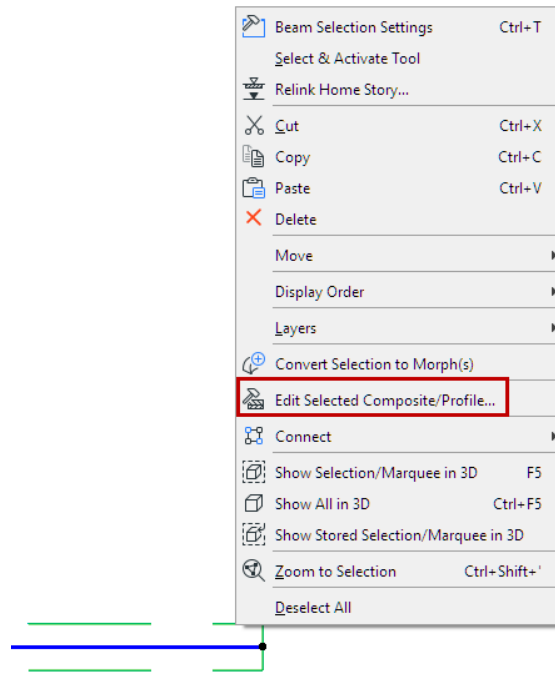 Beam Selection Settings Ctrl+T
Select & Activate Tool
Relink Home Story...
Cut Ctrl+X
Copy Ctrl+C
Paste Ctrl+V
Delete
Move
Display Order
Layers
Convert Selection to Morph(s)
Edit Selected Composite/Profile...
Connect
Show Selection/Marquee in 3D F5
Show All in 3D Ctrl+F5
Show Stored Selection/Marquee in 3D
Zoom to Selection Ctrl+Shift+'
Deselect All